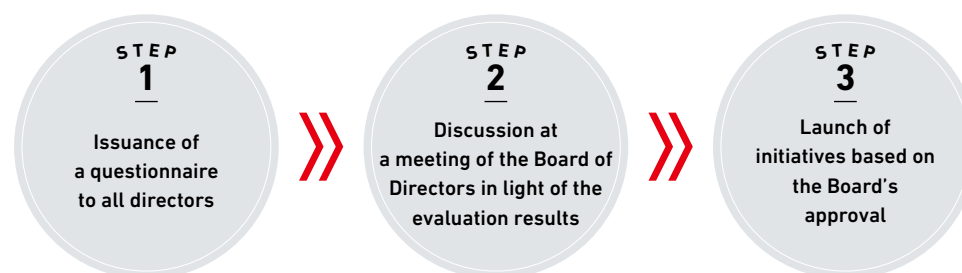 STEP
1
Issuance of
a questionnaire
to all directors
STEP
2
Discussion at
a meeting of the Board of
Directors in light of the
evaluation results
STEP
3
Launch of
initiatives based on
the Board's
approval